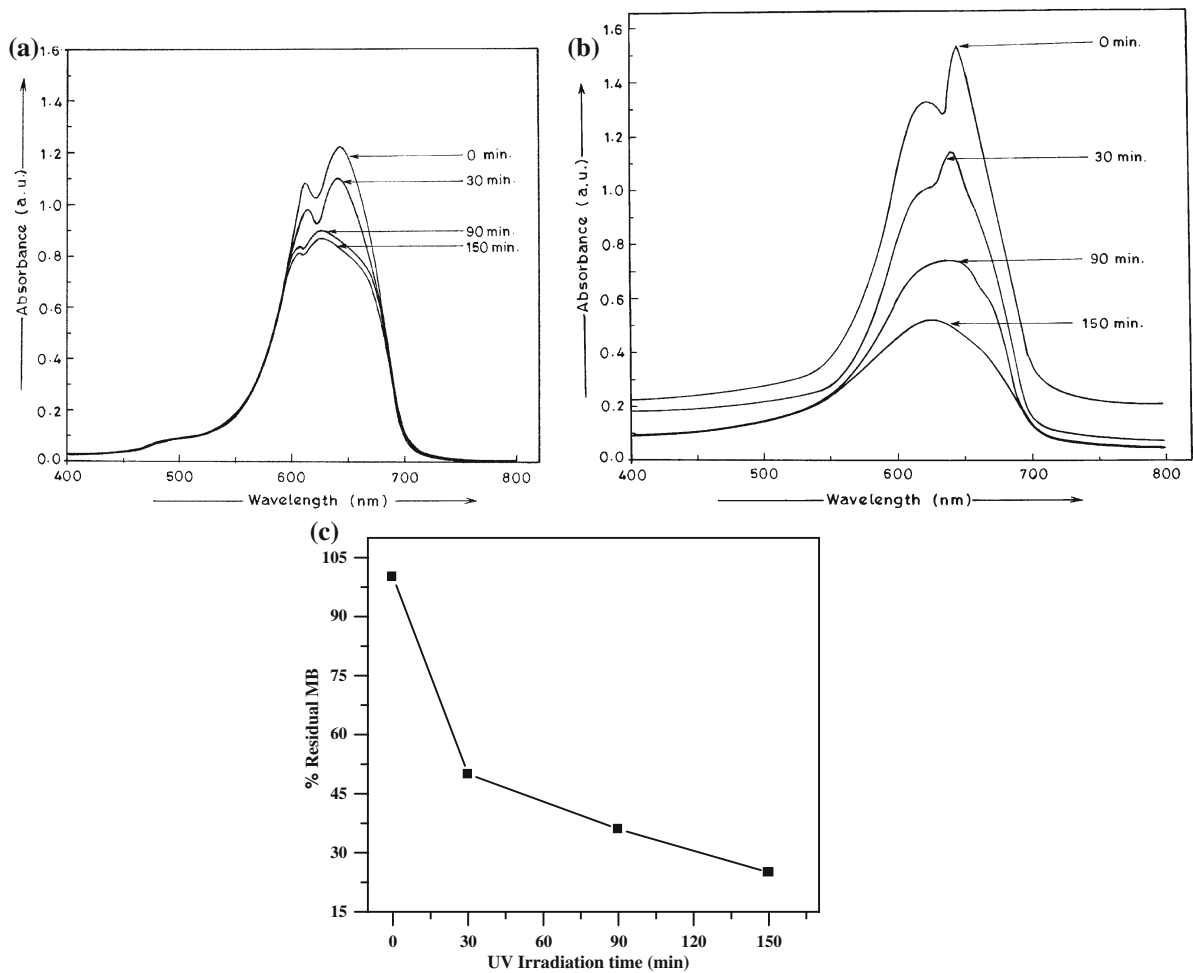 (a)
1.6
1.4
1.2
1.0
0.8
0.6
0.4
0.2
0.0
Absorbance (a.u.)
0 min.
30 min.
90 min.
150 min.
400
500
600
700
800
Wavelength (nm)
(b)
1.6
1.4
1.2
1.0
0.8
0.6
0.4
0.2
0.0
Absorbance (a.u.)
0 min.
30 min.
90 min.
150 min.
400
500
600
700
800
Wavelength (nm)
(c)
105
90
75
60
45
30
15
% Residual MB
0
30
60
90
120
150
UV Irradiation time (min)